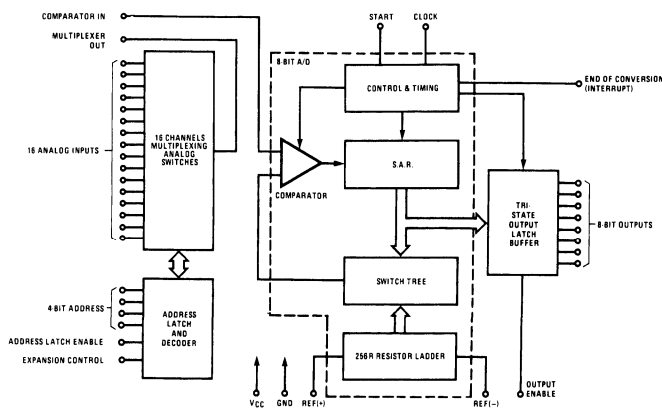 COMPARATOR IN
MULTIPLEXER
OUT
16 ANALOG INPUTS
16 CHANNELS
MULTIPLEXING
ANALOG
SWITCHES
4-BIT ADDRESS
ADDRESS LATCH ENABLE
EXPANSION CONTROL
ADDRESS
LATCH
AND
DECODER
START
CLOCK
8-BIT A/D
CONTROL & TIMING
END OF CONVERSION
(INTERRUPT)
S.A.R.
COMPARATOR
SWITCH TREE
256R RESISTOR LADDER
TRI-
STATE
OUTPUT
LATCH
BUFFER
8-BIT OUTPUTS
VCC
GND
REF(+)
REF(−)
OUTPUT
ENABLE